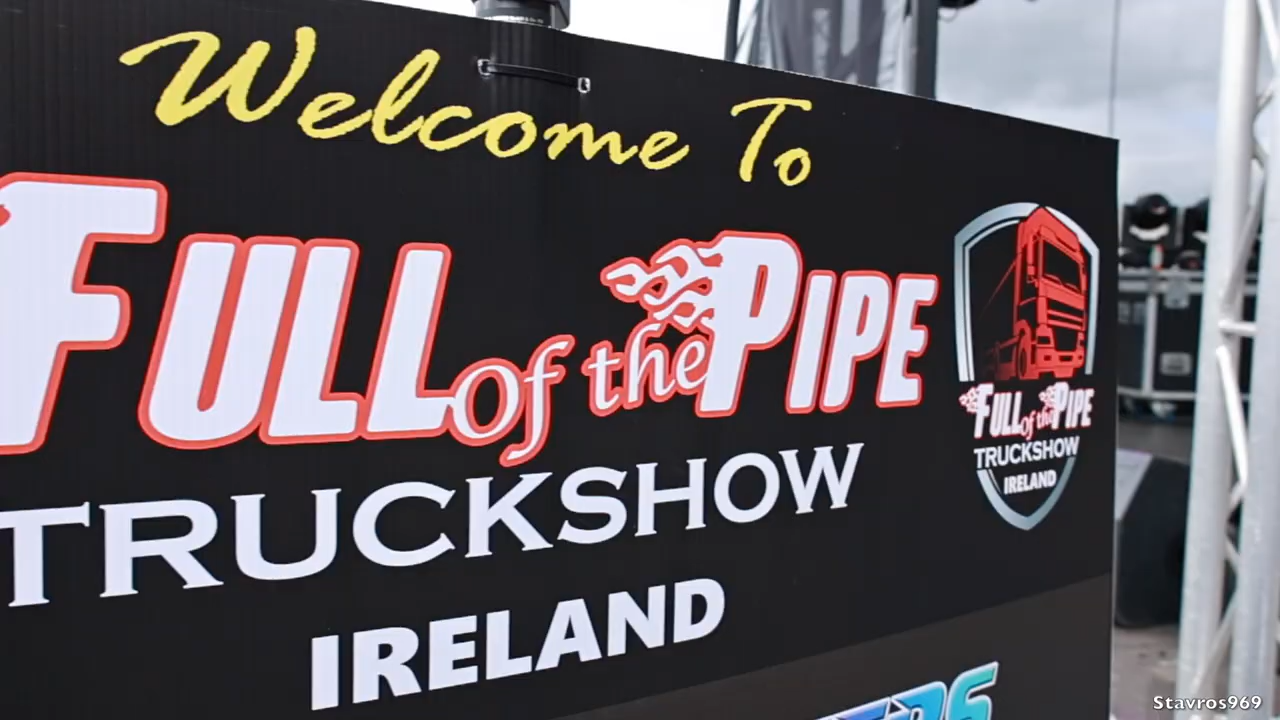 Welcome To
FULL of the PIPE
TRUCKSHOW
IRELAND
FULL of the PIPE
TRUCKSHOW
IRELAND
Stavros969